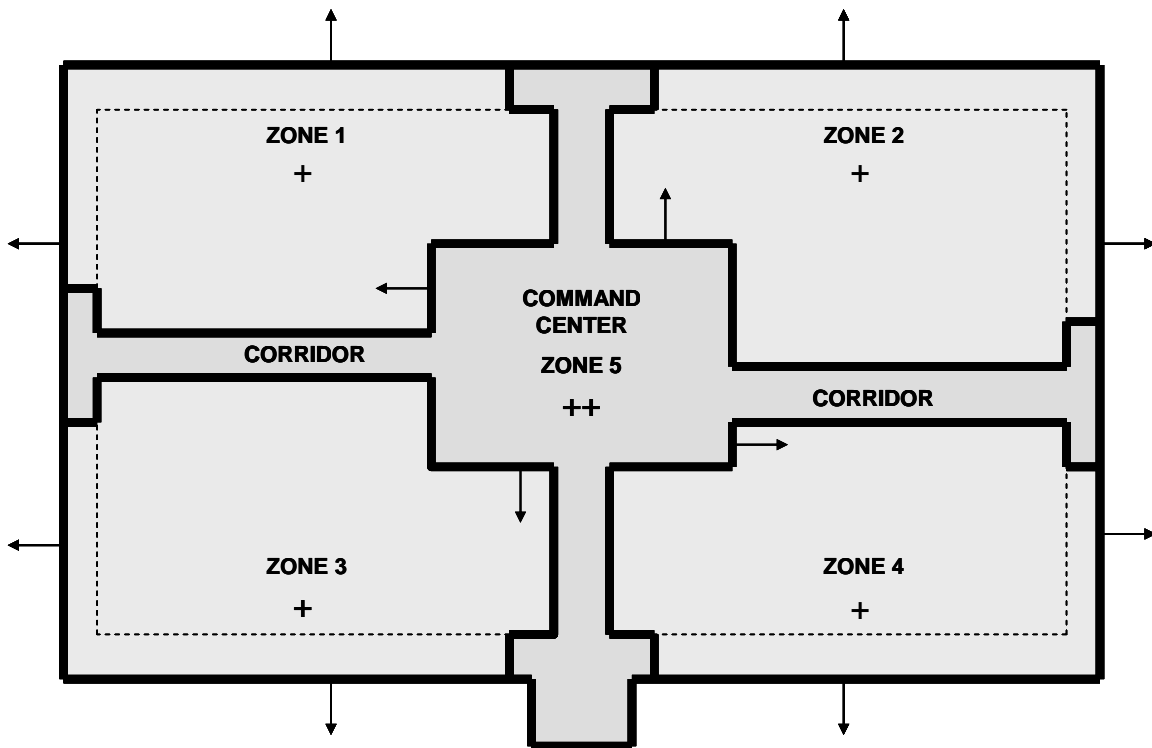 ZONE 1
+
ZONE 2
+
COMMAND
CENTER
ZONE 5
++
CORRIDOR
CORRIDOR
ZONE 3
+
ZONE 4
+